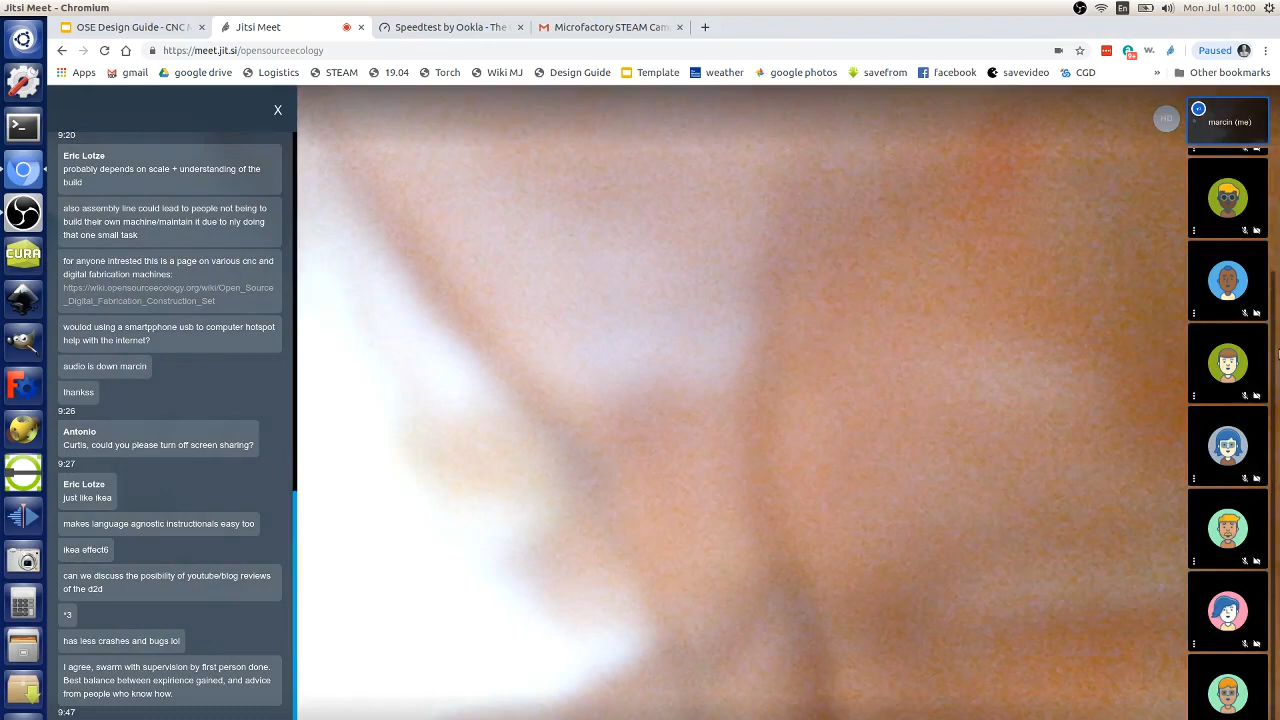 Jitsi Meet - Chromium
En
Mon Jul 1 10:00
OSE Design Guide - CNC M
Jitsi Meet
Speedtest by Ookla - The G
Microfactory STEAM Cam
https://meet.jit.si/opensourceecology
9+
W.
Paused
Apps
gmail
google drive
Logistics
STEAM
19.04
Torch
Wiki MJ
Design Guide
Template
weather
google photos
savefrom
facebook
savevideo
CGD
»
Other bookmarks
X
9:20
Eric Lotze
probably depends on scale + understanding of the
build
also assembly line could lead to people not being to
build their own machine/maintain it due to nly doing
that one small task
for anyone intrested this is a page on various cnc and
digital fabrication machines:
https://wiki.opensourceecology.org/wiki/Open_Source
_Digital_Fabrication_Construction_Set
woulod using a smartpphone usb to computer hotspot
help with the internet?
audio is down marcin
thankss
9:26
Antonio
Curtis, could you please turn off screen sharing?
9:27
Eric Lotze
just like ikea
makes language agnostic instructionals easy too
ikea effect6
can we discuss the posibility of youtube/blog reviews
of the d2d
*3
has less crashes and bugs lol
I agree, swarm with supervision by first person done.
Best balance between expirience gained, and advice
from people who know how.
9:47
CURA
HD
marcin (me)